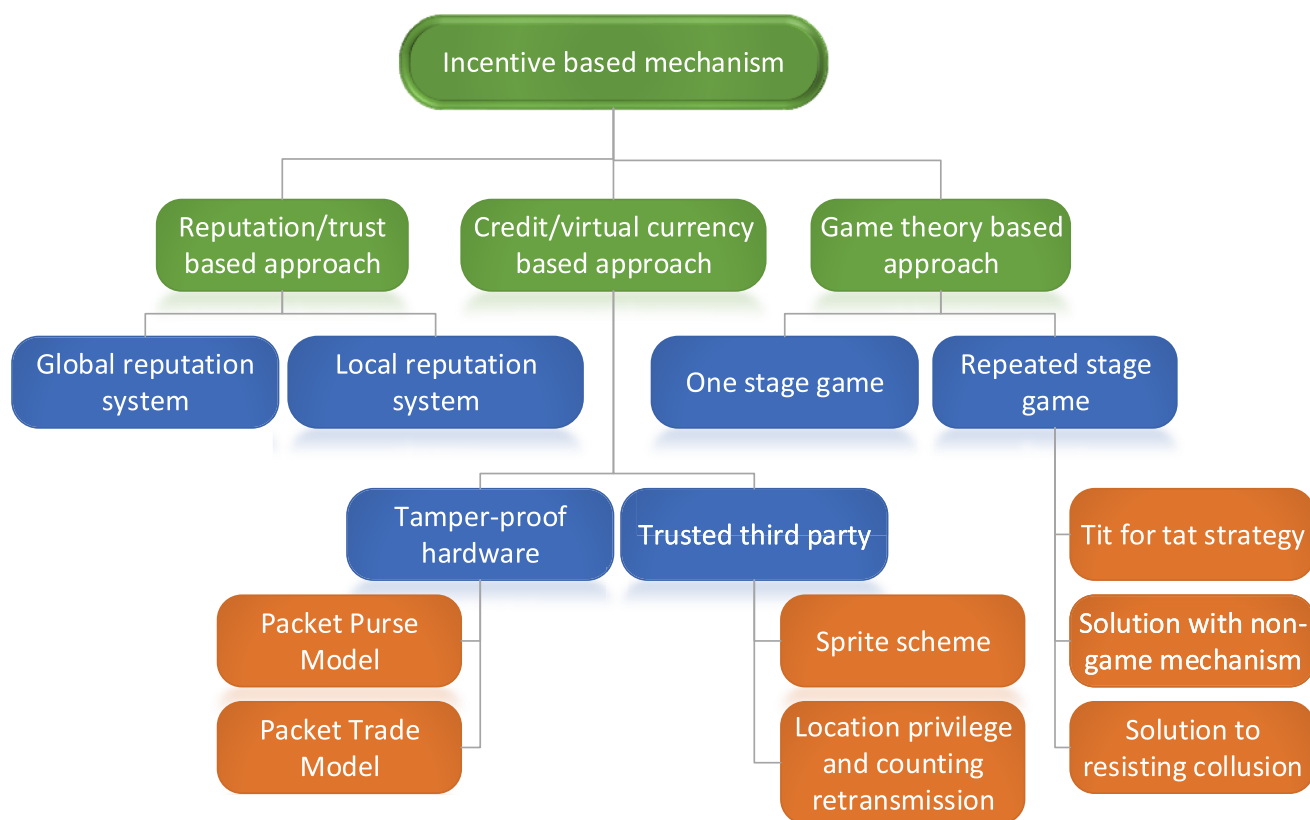 Incentive based mechanism
Reputation/trust
based approach
Credit/virtual currency
based approach
Game theory based
approach
Global reputation
system
Local reputation
system
One stage game
Repeated stage
game
Tamper-proof
hardware
Trusted third party
Tit for tat strategy
Packet Purse
Model
Sprite scheme
Solution with non-
game mechanism
Packet Trade
Model
Location privilege
and counting
retransmission
Solution to
resisting collusion